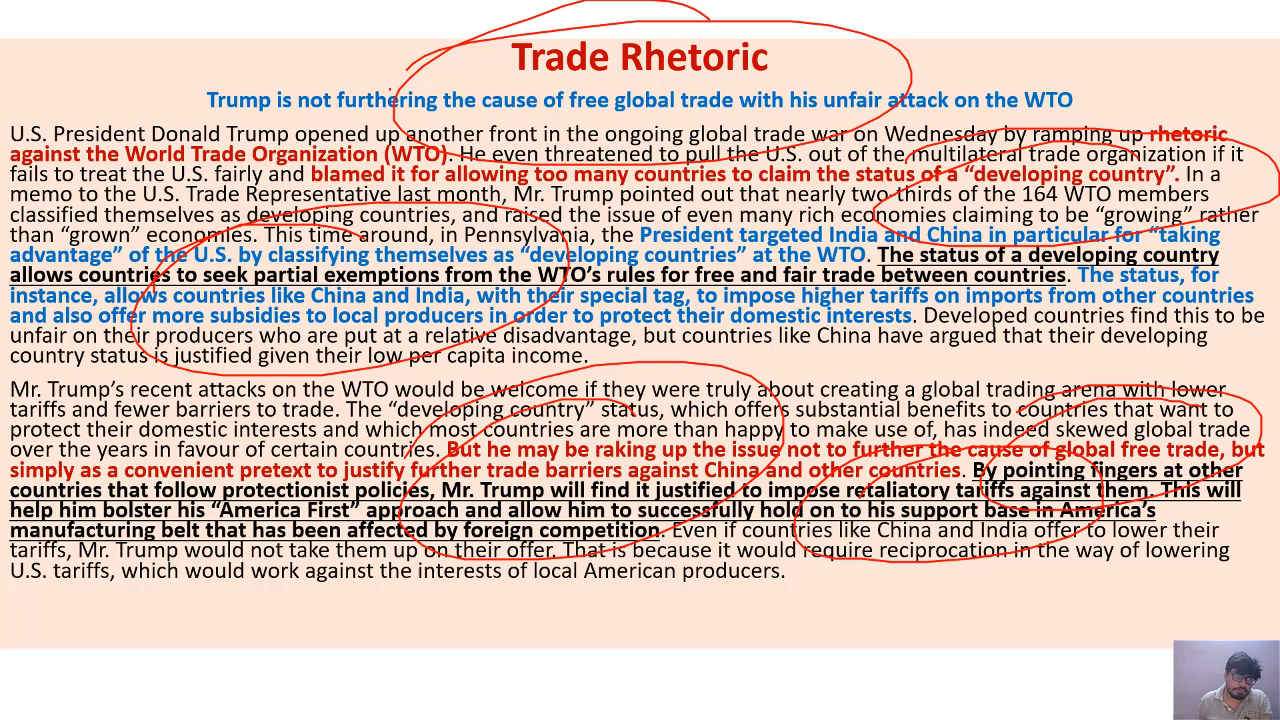 Trade Rhetoric
Trump is not furthering the cause of free global trade with his unfair attack on the WTO
U.S. President Donald Trump opened up another front in the ongoing global trade war on Wednesday by ramping up rhetoric
against the World Trade Organization (WTO). He even threatened to pull the U.S. out of the multilateral trade organization if it
fails to treat the U.S. fairly and blamed it for allowing too many countries to claim the status of a “developing country”. In a
memo to the U.S. Trade Representative last month, Mr. Trump pointed out that nearly two-thirds of the 164 WTO members
classified themselves as developing countries, and raised the issue of even many rich economies claiming to be “growing” rather
than “grown” economies. This time around, in Pennsylvania, the President targeted India and China in particular for “taking
advantage” of the U.S. by classifying themselves as “developing countries” at the WTO. The status of a developing country
allows countries to seek partial exemptions from the WTO’s rules for free and fair trade between countries. The status, for
instance, allows countries like China and India, with their special tag, to impose higher tariffs on imports from other countries
and also offer more subsidies to local producers in order to protect their domestic interests. Developed countries find this to be
unfair on their producers who are put at a relative disadvantage, but countries like China have argued that their developing
country status is justified given their low per capita income.
Mr. Trump’s recent attacks on the WTO would be welcome if they were truly about creating a global trading arena with lower
tariffs and fewer barriers to trade. The “developing country” status, which offers substantial benefits to countries that want to
protect their domestic interests and which most countries are more than happy to make use of, has indeed skewed global trade
over the years in favour of certain countries. But he may be raking up the issue not to further the cause of global free trade, but
simply as a convenient pretext to justify further trade barriers against China and other countries. By pointing fingers at other
countries that follow protectionist policies, Mr. Trump will find it justified to impose retaliatory tariffs against them. This will
help him bolster his “America First” approach and allow him to successfully hold on to his support base in America’s
manufacturing belt that has been affected by foreign competition. Even if countries like China and India offer to lower their
tariffs, Mr. Trump would not take them up on their offer. That is because it would require reciprocation in the way of lowering
U.S. tariffs, which would work against the interests of local American producers.